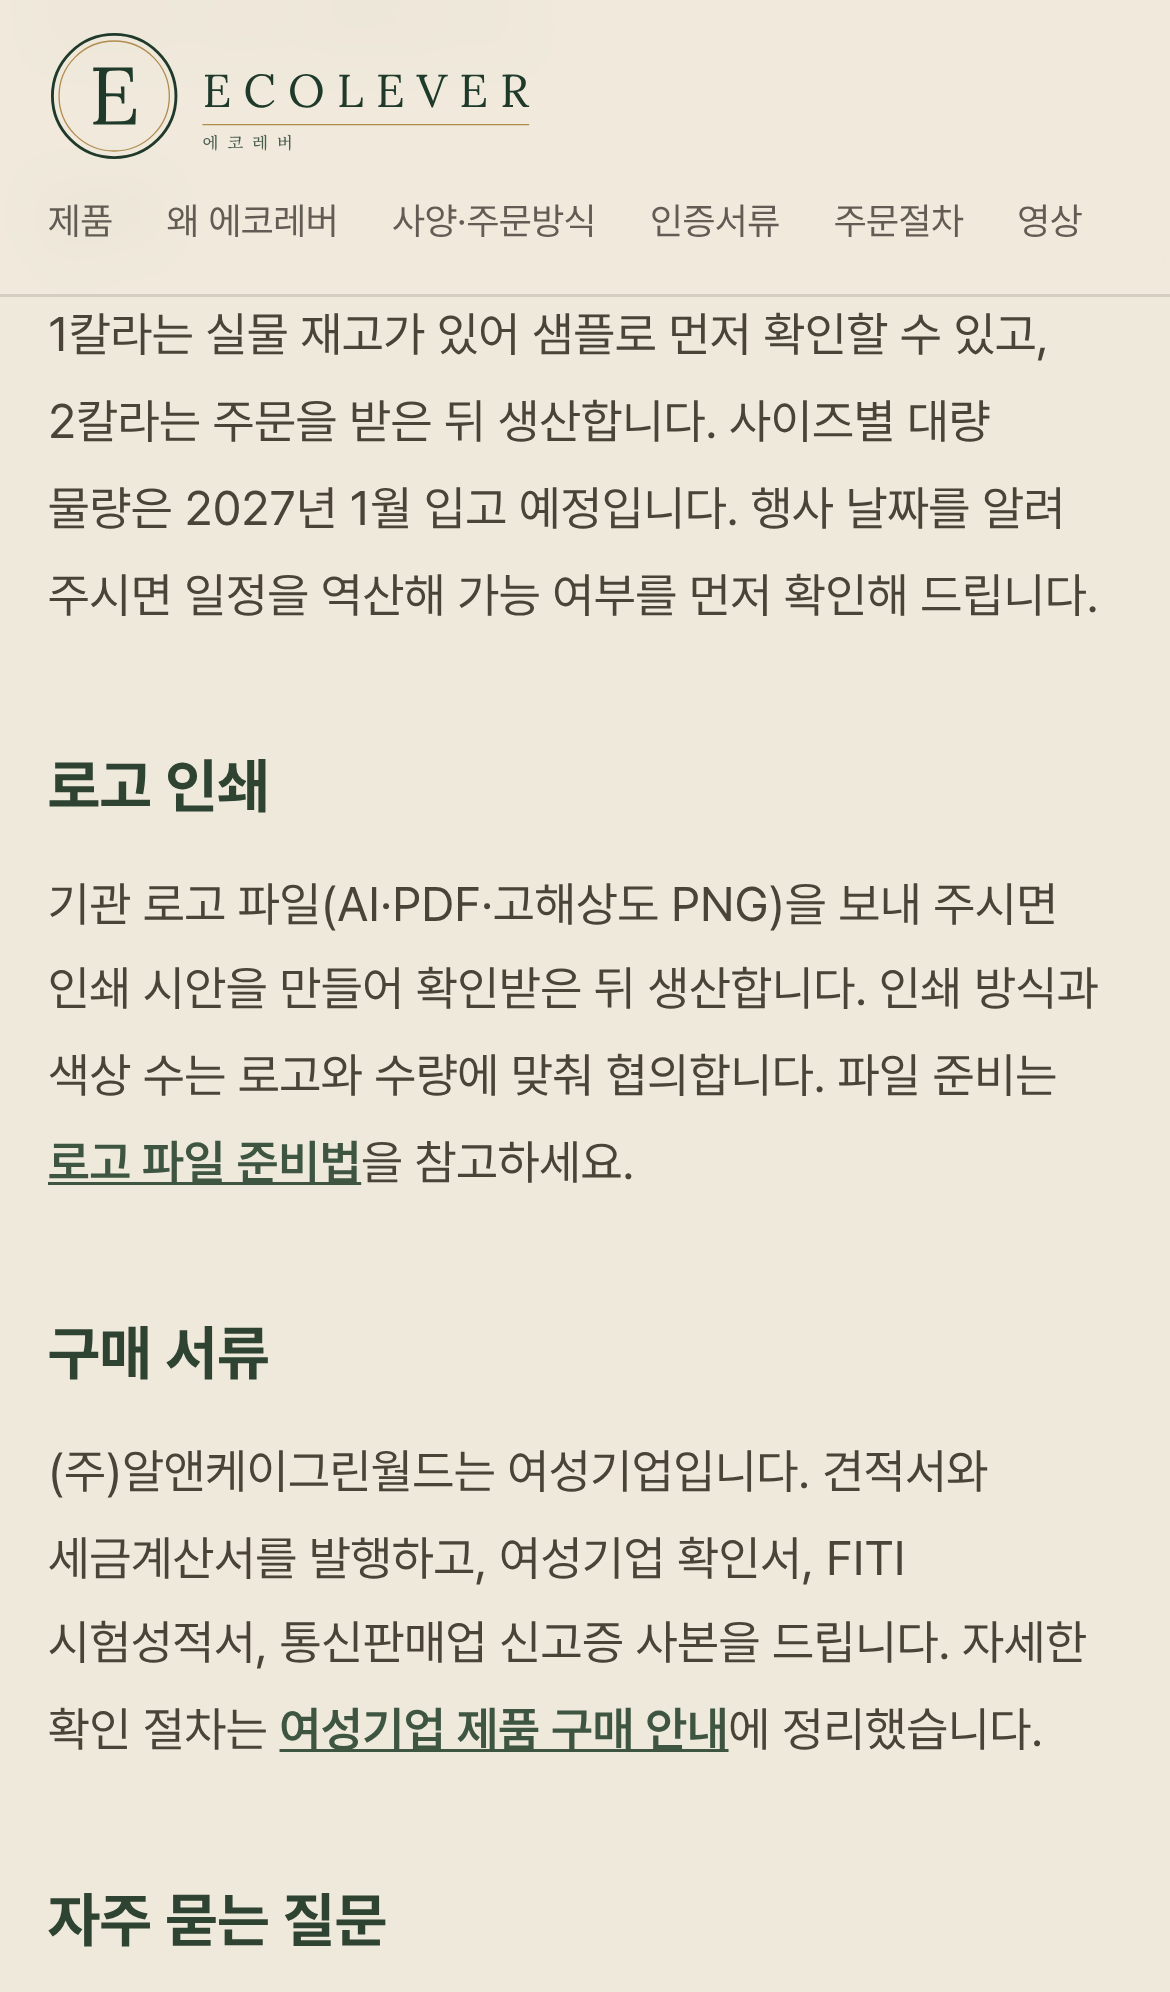 E
ECOLEVER
에코레버
제품 왜 에코레버 사양·주문방식 인증서류 주문절차 영상
1칼라는 실물 재고가 있어 샘플로 먼저 확인할 수 있고,
2칼라는 주문을 받은 뒤 생산합니다. 사이즈별 대량
물량은 2027년 1월 입고 예정입니다. 행사 날짜를 알려
주시면 일정을 역산해 가능 여부를 먼저 확인해 드립니다.
로고 인쇄
기관 로고 파일(AI·PDF·고해상도 PNG)을 보내 주시면
인쇄 시안을 만들어 확인받은 뒤 생산합니다. 인쇄 방식과
색상 수는 로고와 수량에 맞춰 협의합니다. 파일 준비는
로고 파일 준비법을 참고하세요.
구매 서류
(주)알앤케이그린월드는 여성기업입니다. 견적서와
세금계산서를 발행하고, 여성기업 확인서, FITI
시험성적서, 통신판매업 신고증 사본을 드립니다. 자세한
확인 절차는 여성기업 제품 구매 안내에 정리했습니다.
자주 묻는 질문